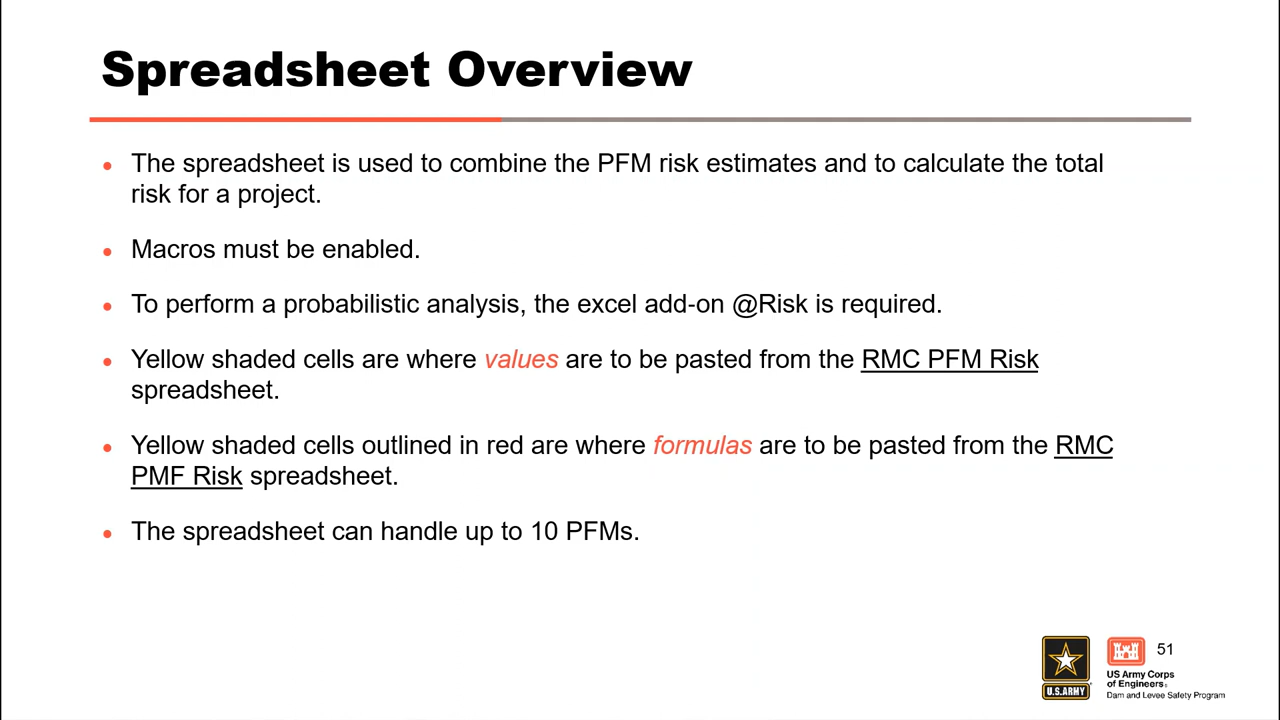 Spreadsheet Overview
• The spreadsheet is used to combine the PFM risk estimates and to calculate the total
risk for a project.
• Macros must be enabled.
• To perform a probabilistic analysis, the excel add-on @Risk is required.
• Yellow shaded cells are where values are to be pasted from the RMC PFM Risk
spreadsheet.
• Yellow shaded cells outlined in red are where formulas are to be pasted from the RMC
PMF Risk spreadsheet.
• The spreadsheet can handle up to 10 PFMs.
51
U.S.ARMY
US Army Corps
of Engineers®
Dam and Levee Safety Program